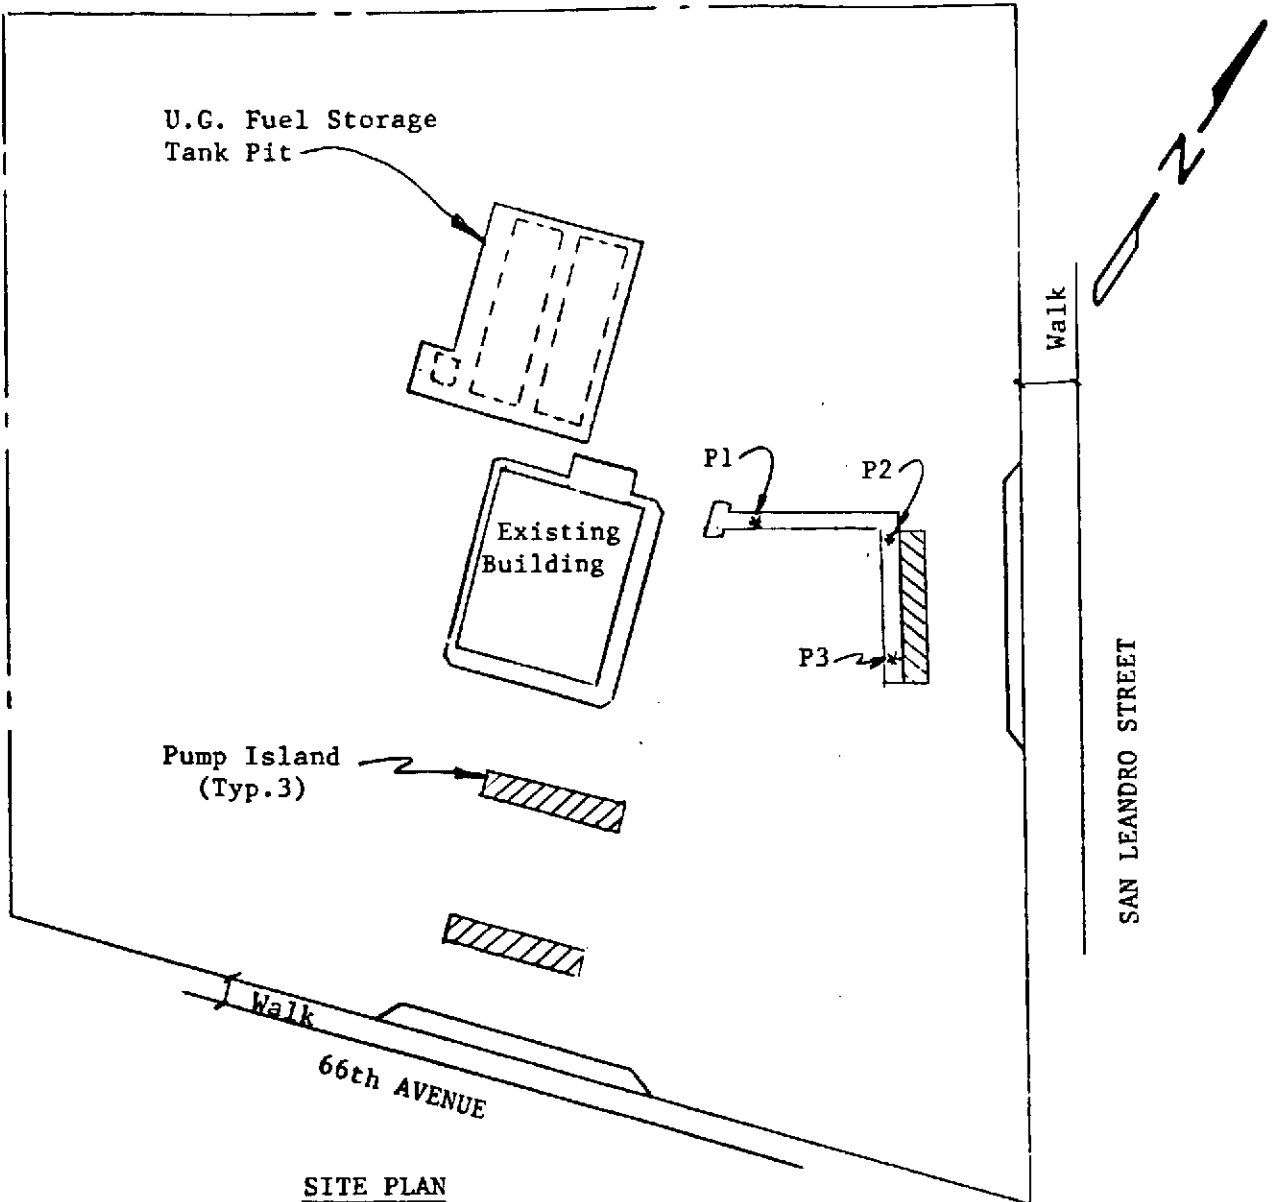 U.G. Fuel Storage
Tank Pit
N
Walk
P1
P2
Existing
Building
P3
SAN LEANDRO STREET
Pump Island
(Typ.3)
Walk
66th AVENUE
SITE PLAN